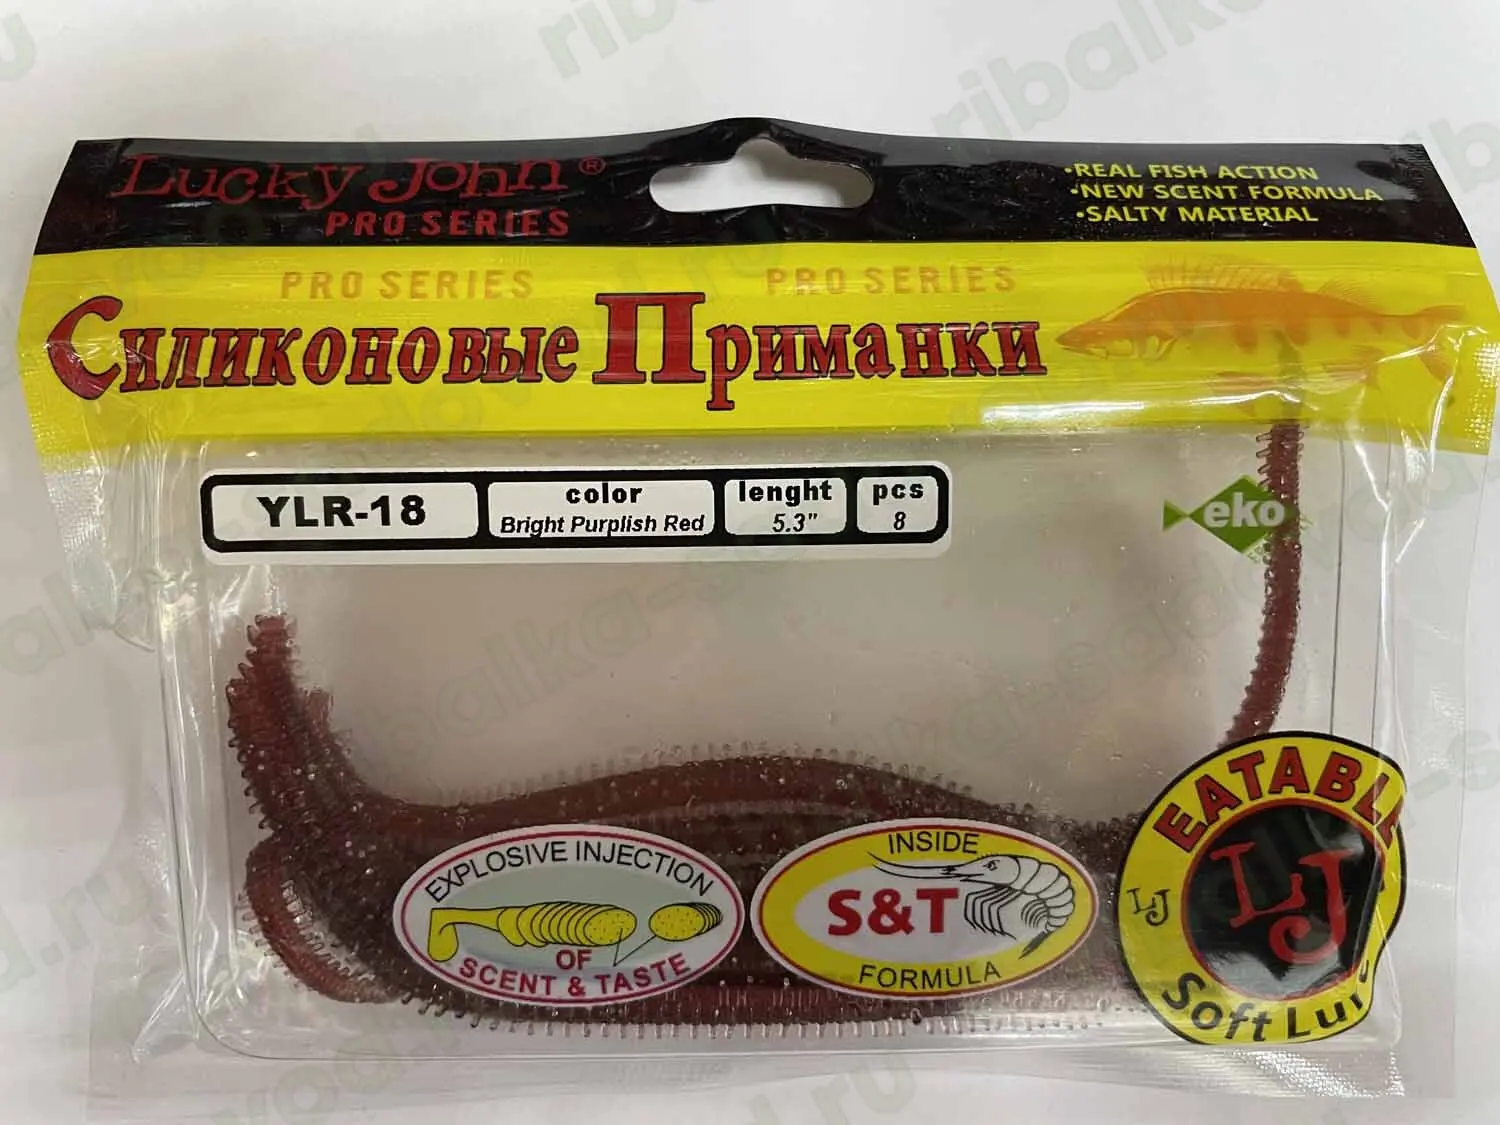 Lucky John®
PRO SERIES
•REAL FISH ACTION
•NEW SCENT FORMULA
•SALTY MATERIAL
PRO SERIES PRO SERIES
Силиконовые Приманки
YLR-18
color
Bright Purplish Red
lenght
5.3"
pcs
8
eko
EXPLOSIVE INJECTION
OF
SCENT & TASTE
INSIDE
S&T
FORMULA
EATABLE
LJ
LJ
Soft Lure